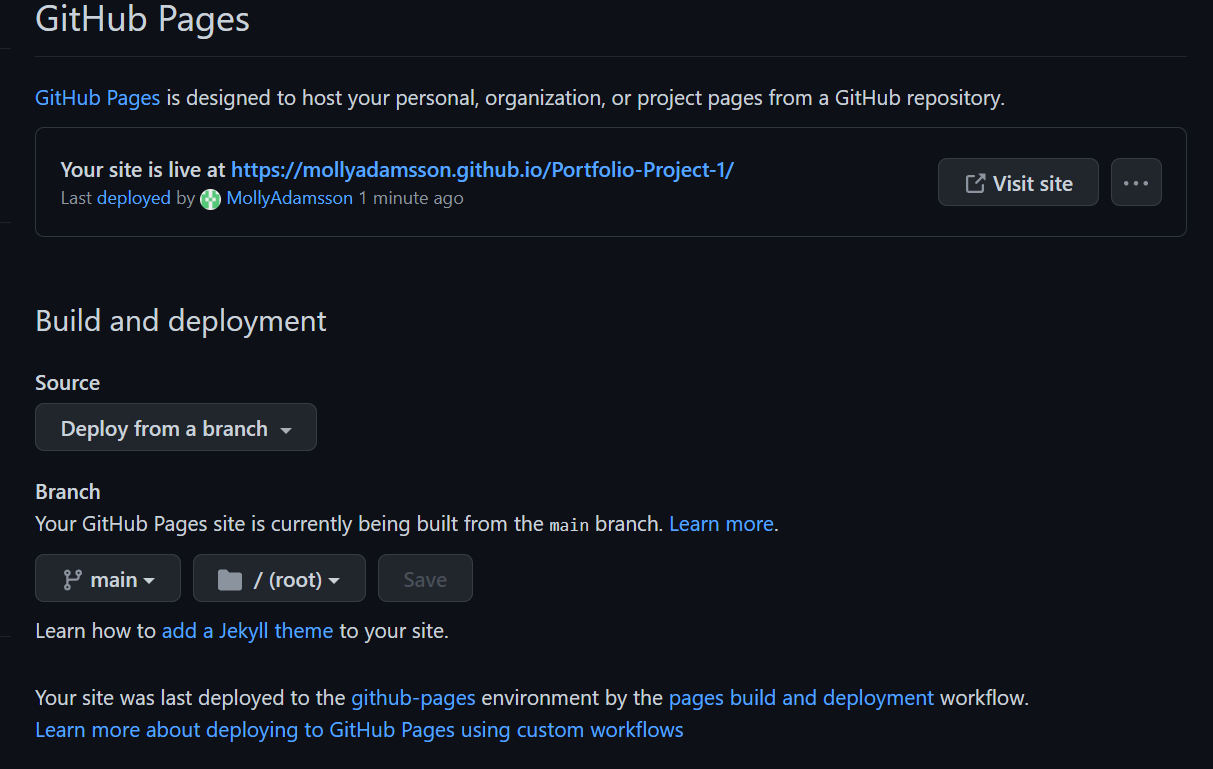 GitHub Pages
GitHub Pages is designed to host your personal, organization, or project pages from a GitHub repository.
Your site is live at https://mollyadamsson.github.io/Portfolio-Project-1/
Last deployed by MollyAdamsson 1 minute ago
Visit site
Build and deployment
Source
Deploy from a branch
Branch
Your GitHub Pages site is currently being built from the main branch. Learn more.
main / (root) Save
Learn how to add a Jekyll theme to your site.
Your site was last deployed to the github-pages environment by the pages build and deployment workflow.
Learn more about deploying to GitHub Pages using custom workflows